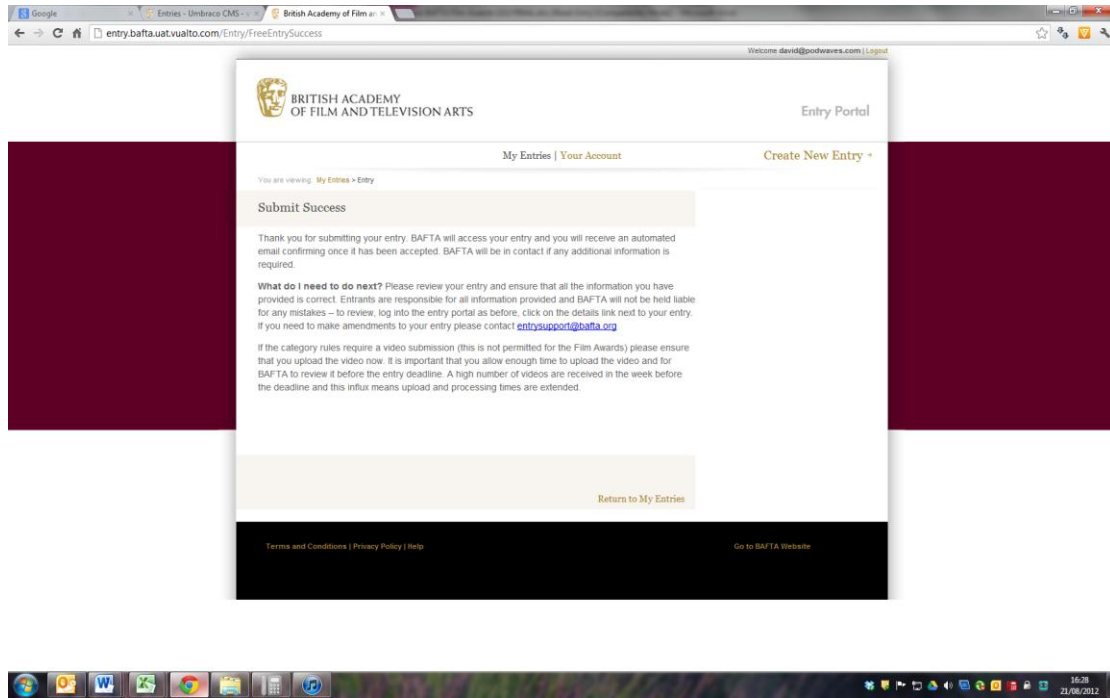 Google
Entries - Umbraco CMS - v
British Academy of Film an
entry.bafta.uat.vualto.com/Entry/FreeEntrySuccess
Welcome david@podwaves.com | Logout
BRITISH ACADEMY
OF FILM AND TELEVISION ARTS
Entry Portal
My Entries | Your Account
Create New Entry
You are viewing: My Entries > Entry
Submit Success
Thank you for submitting your entry. BAFTA will access your entry and you will receive an automated
email confirming once it has been accepted. BAFTA will be in contact if any additional information is
required.
What do I need to do next? Please review your entry and ensure that all the information you have
provided is correct. Entrants are responsible for all information provided and BAFTA will not be held liable
for any mistakes – to review, log into the entry portal as before, click on the details link next to your entry.
If you need to make amendments to your entry please contact entrysupport@bafta.org
If the category rules require a video submission (this is not permitted for the Film Awards) please ensure
that you upload the video now. It is important that you allow enough time to upload the video and for
BAFTA to review it before the entry deadline. A high number of videos are received in the week before
the deadline and this influx means upload and processing times are extended.
Return to My Entries
Terms and Conditions | Privacy Policy | Help
Go to BAFTA Website
16:28
21/08/2012